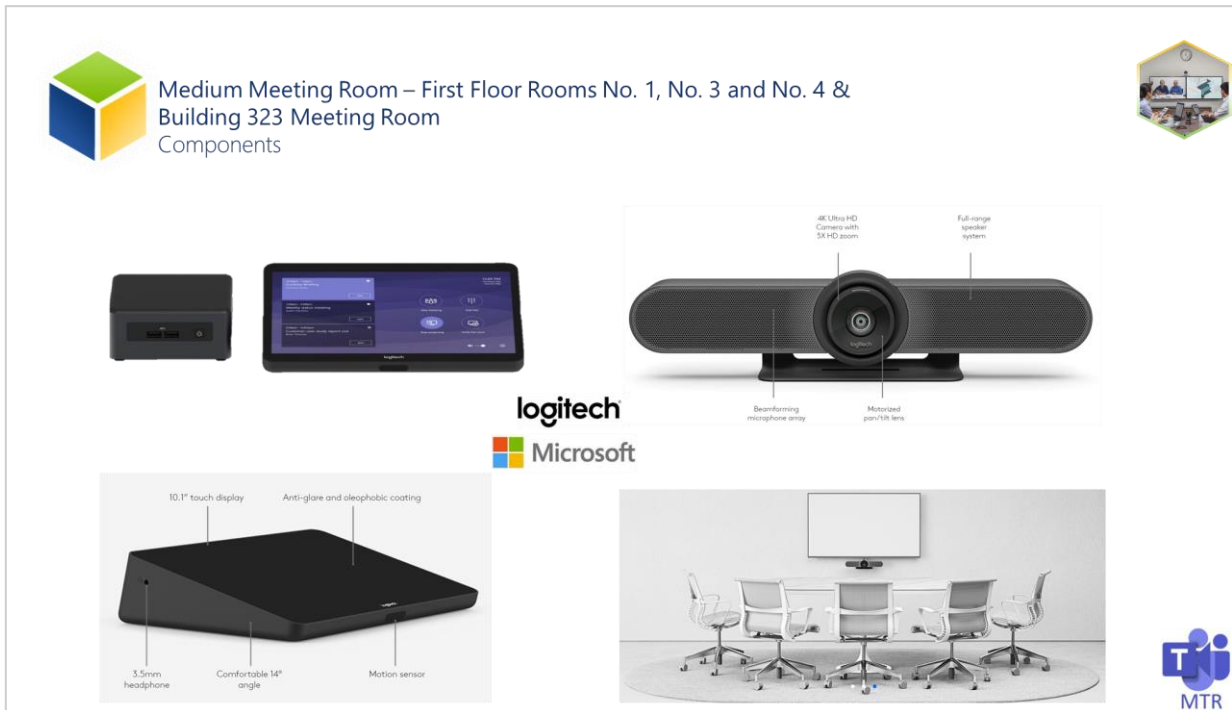 Medium Meeting Room – First Floor Rooms No. 1, No. 3 and No. 4 &
Building 323 Meeting Room
Components
logitech
4K Ultra HD
Camera with
5X HD zoom
Full-range
speaker
system
logitech
Beamforming
microphone array
Motorized
pan/tilt lens
logitech
Microsoft
10.1" touch display
Anti-glare and oleophobic coating
3.5mm
headphone
Comfortable 14°
angle
Motion sensor
T
MTR